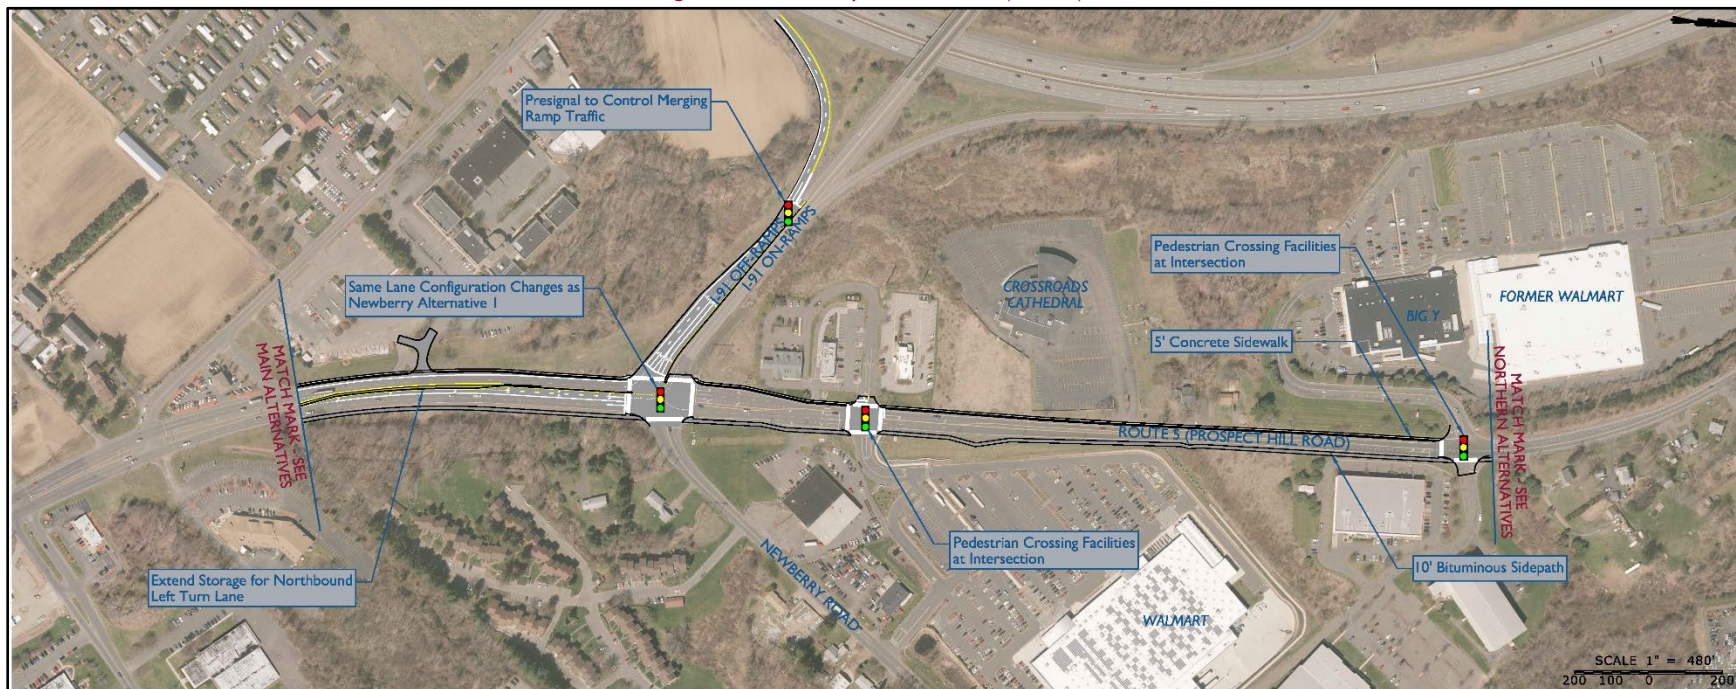 Presignal to Control Merging
Ramp Traffic
I-91 OFF-RAMPS
I-91 ON-RAMPS
Same Lane Configuration Changes as
Newberry Alternative 1
MATCH MARK - SEE
MAIN ALTERNATIVES
Extend Storage for Northbound
Left Turn Lane
CROSSROADS
CATHEDRAL
Pedestrian Crossing Facilities
at Intersection
5' Concrete Sidewalk
BIG Y
FORMER WALMART
MATCH MARK - SEE
NORTHERN ALTERNATIVES
ROUTE 5 (PROSPECT HILL ROAD)
Pedestrian Crossing Facilities
at Intersection
10' Bituminous Sidepath
NEWBERRY ROAD
WALMART
SCALE 1" = 480'
200 100 0 200